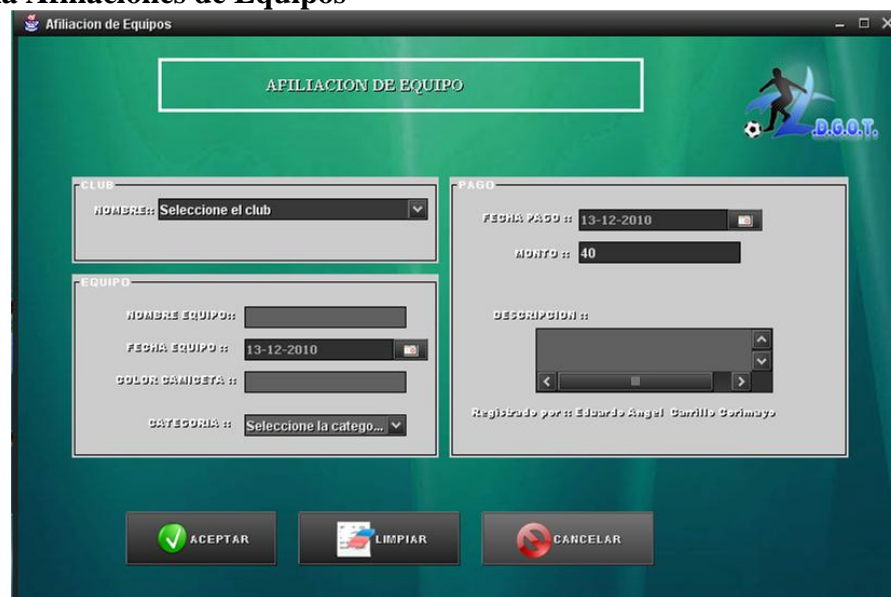 Afiliaciones de Equipos
Afiliacion de Equipos
AFILIACION DE EQUIPO
L.D.G.O.T.
CLUB
NOMBRE:: Seleccione el club
EQUIPO
NOMBRE EQUIPO::
FECHA EQUIPO :: 13-12-2010
COLOR CAMICETA ::
CATEGORIA :: Seleccione la catego...
PAGO
FECHA PAGO :: 13-12-2010
MONTO :: 40
DESCRIPCION ::
Registrado por :: Eduardo Angel Carrillo Corimayo
ACEPTAR
LIMPIAR
CANCELAR